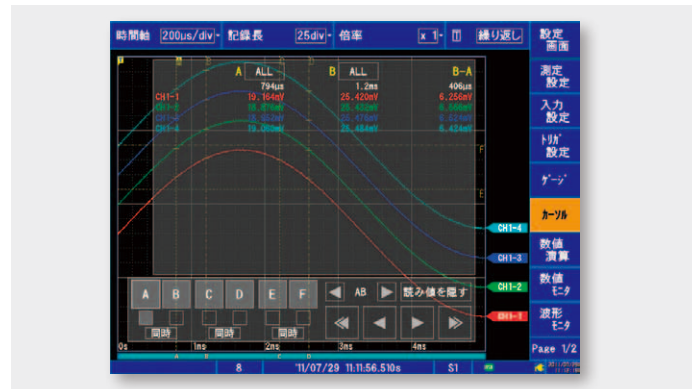 時間軸 200µs/div 記録長 25div 倍率 x 1 繰り返し
設定
画面
測定
設定
入力
設定
ﾄﾘｶﾞ
設定
ｹﾞｰｼﾞ
ｶｰｿﾙ
数値
演算
数値
ﾓﾆﾀ
波形
ﾓﾆﾀ
Page 1/2
A ALL B ALL B-A
794µs 1.2ms 406µs
CH1-1 19.164mV 25.420mV 6.256mV
F
E
CH1-4
CH1-3
CH1-2
CH1-1
A B C D E F AB 読み値を隠す
同時 同時 同時
0s 1ms 2ms 3ms 4ms
A B E F
8 '11/07/29 11:11:56.510s S1